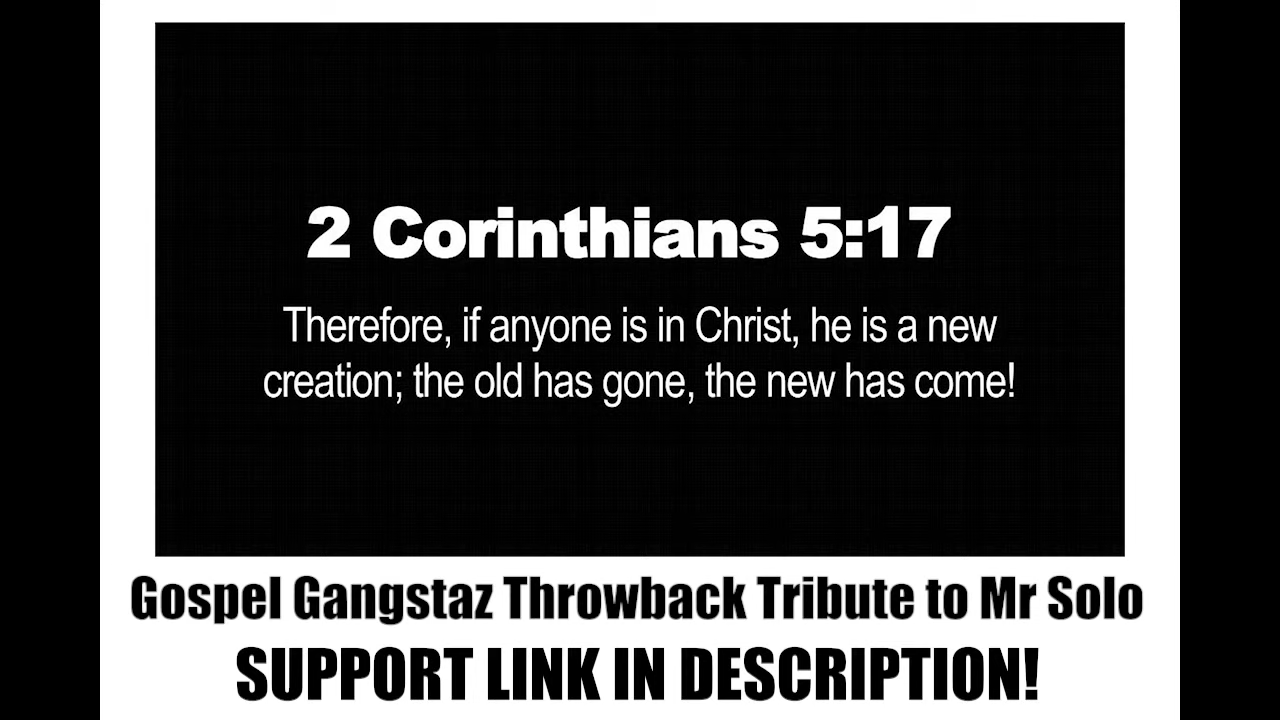 2 Corinthians 5:17
Therefore, if anyone is in Christ, he is a new
creation; the old has gone, the new has come!
Gospel Gangstaz Throwback Tribute to Mr Solo
SUPPORT LINK IN DESCRIPTION!